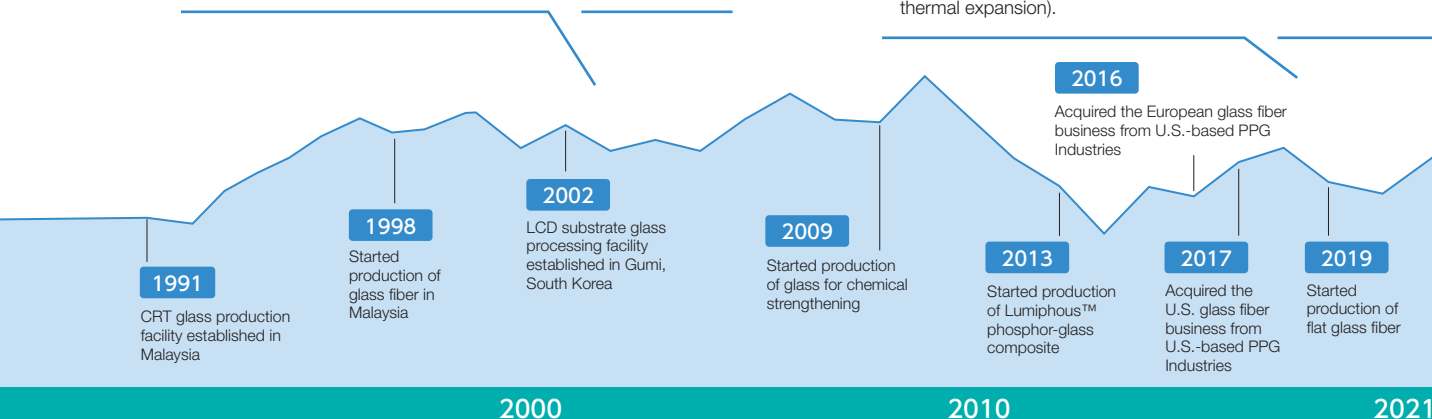 thermal expansion).
2016
Acquired the European glass fiber
business from U.S.-based PPG
Industries
1991
CRT glass production
facility established in
Malaysia
1998
Started
production of
glass fiber in
Malaysia
2002
LCD substrate glass
processing facility
established in Gumi,
South Korea
2009
Started production
of glass for chemical
strengthening
2013
Started production
of Lumiphous™
phosphor-glass
composite
2017
Acquired the
U.S. glass fiber
business from
U.S.-based PPG
Industries
2019
Started
production of
flat glass fiber
2000
2010
2021